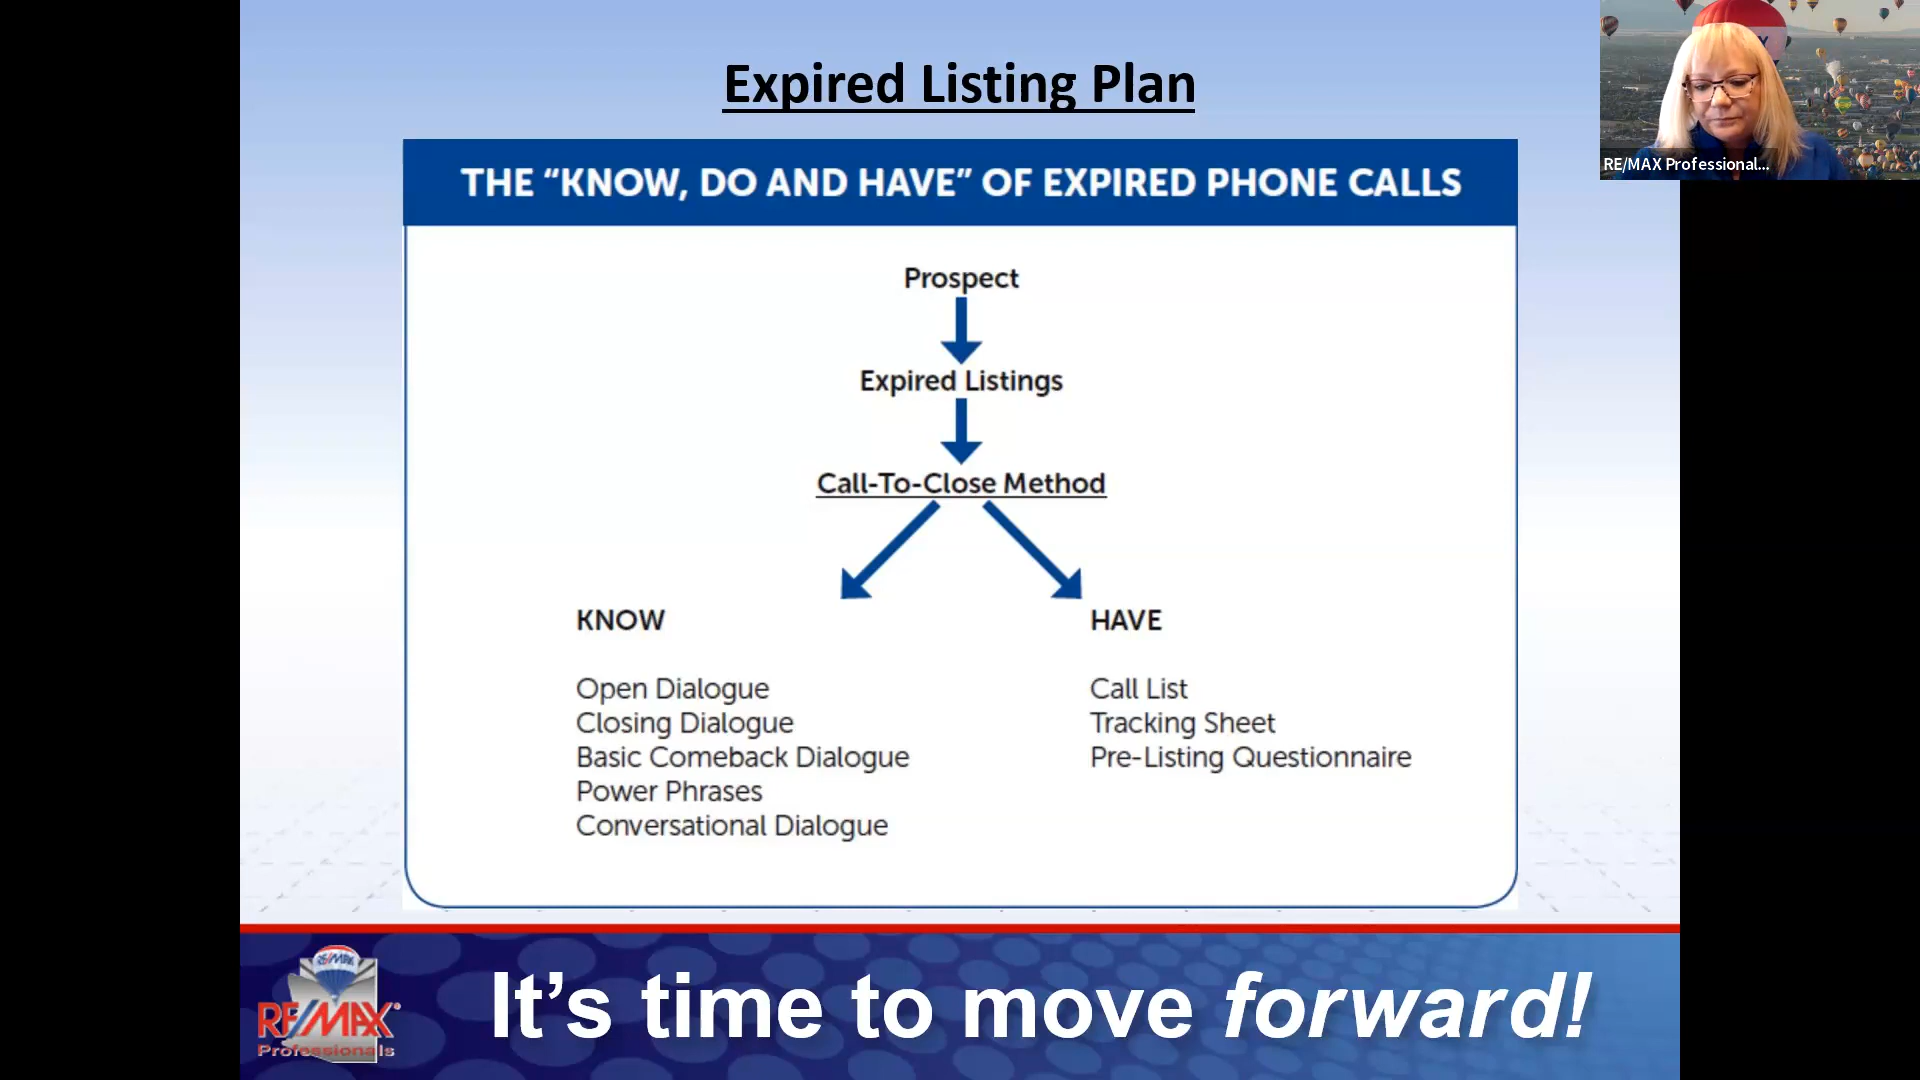 Expired Listing Plan
THE “KNOW, DO AND HAVE” OF EXPIRED PHONE CALLS
Prospect
Expired Listings
Call-To-Close Method
KNOW
Open Dialogue
Closing Dialogue
Basic Comeback Dialogue
Power Phrases
Conversational Dialogue
HAVE
Call List
Tracking Sheet
Pre-Listing Questionnaire
RE/MAX Professional...
RE/MAX
RE/MAX®
Professionals
It’s time to move forward!